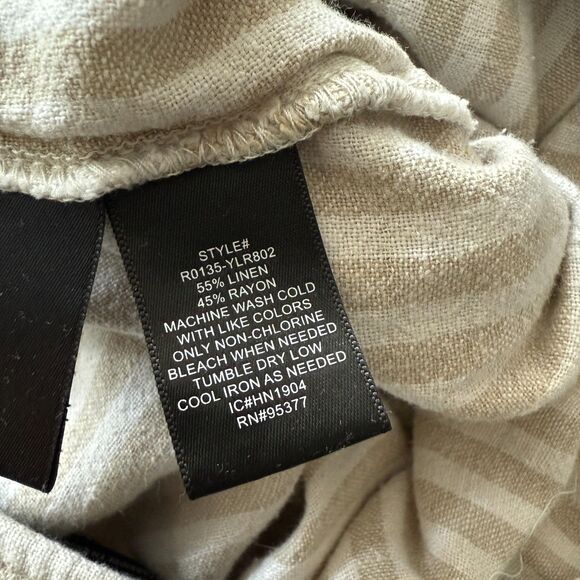 STYLE#
R0135-YLR802
55% LINEN
45% RAYON
MACHINE WASH COLD
WITH LIKE COLORS
ONLY NON-CHLORINE
BLEACH WHEN NEEDED
TUMBLE DRY LOW
COOL IRON AS NEEDED
IC#HN1904
RN#95377